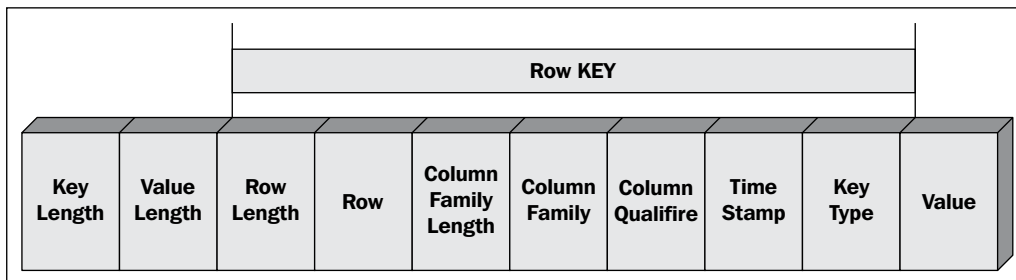 Row KEY
Key
Length
Value
Length
Row
Length
Row
Column
Family
Length
Column
Family
Column
Qualifire
Time
Stamp
Key
Type
Value